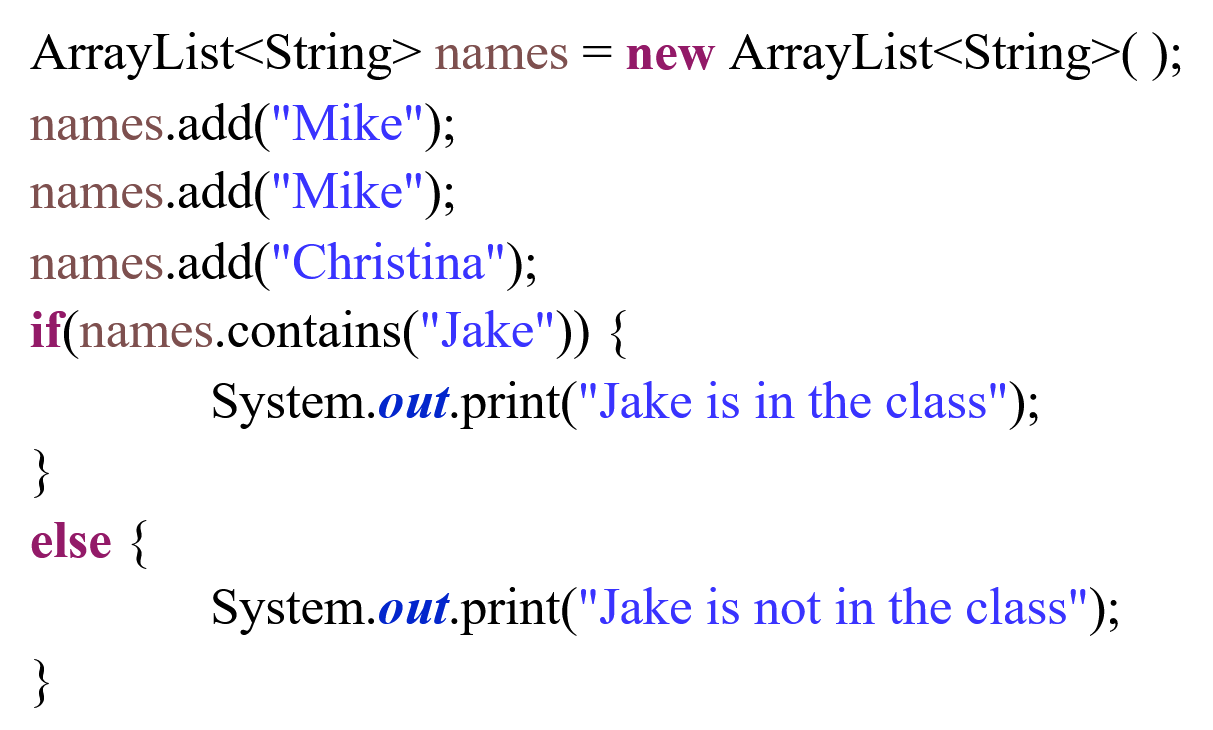 ArrayList<String> names = new ArrayList<String>( );
names.add("Mike");
names.add("Mike");
names.add("Christina");
if(names.contains("Jake")) {
System.out.print("Jake is in the class");
}
else {
System.out.print("Jake is not in the class");
}